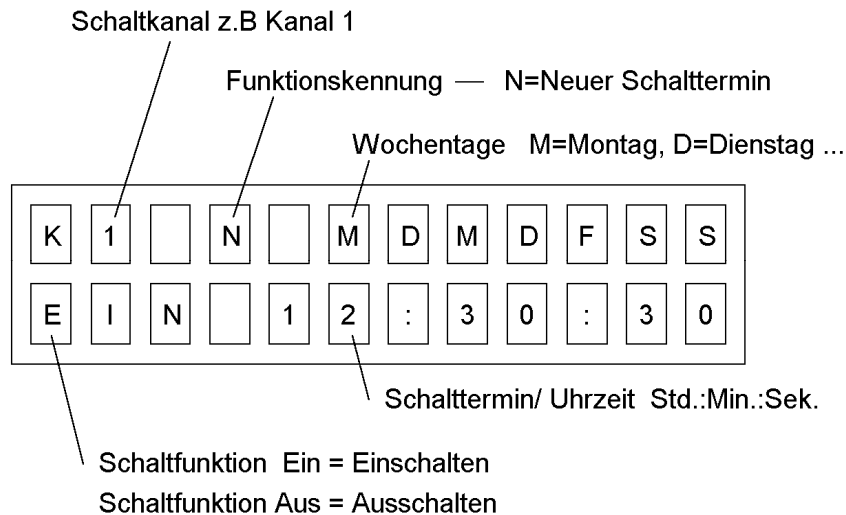 Schaltkanal z.B Kanal 1
Funktionskennung — N=Neuer Schalttermin
Wochentage M=Montag, D=Dienstag ...
K 1 N M D M D F S S
E I N 1 2 : 3 0 : 3 0
Schalttermin/ Uhrzeit Std.:Min.:Sek.
Schaltfunktion Ein = Einschalten
Schaltfunktion Aus = Ausschalten